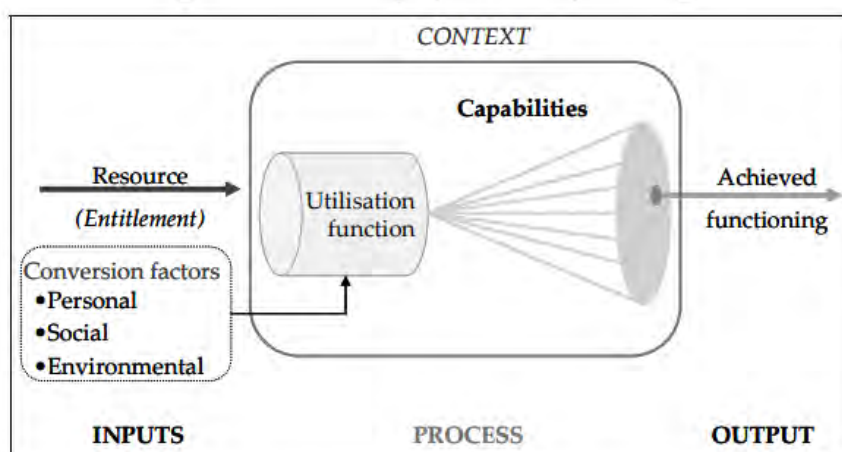 CONTEXT
Capabilities
Resource
(Entitlement)
Utilisation
function
Achieved
functioning
Conversion factors
•Personal
•Social
•Environmental
INPUTS
PROCESS
OUTPUT